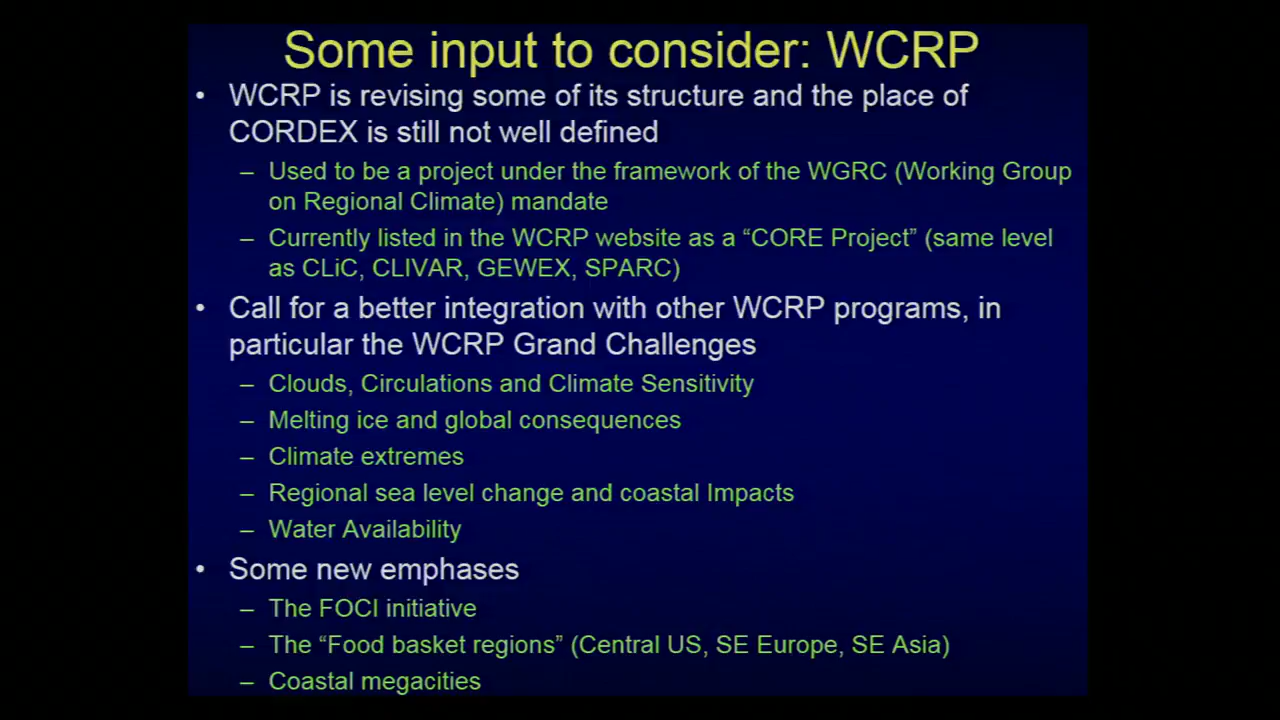 Some input to consider: WCRP
• WCRP is revising some of its structure and the place of
CORDEX is still not well defined
– Used to be a project under the framework of the WGRC (Working Group
on Regional Climate) mandate
– Currently listed in the WCRP website as a “CORE Project” (same level
as CLiC, CLIVAR, GEWEX, SPARC)
• Call for a better integration with other WCRP programs, in
particular the WCRP Grand Challenges
– Clouds, Circulations and Climate Sensitivity
– Melting ice and global consequences
– Climate extremes
– Regional sea level change and coastal Impacts
– Water Availability
• Some new emphases
– The FOCI initiative
– The “Food basket regions” (Central US, SE Europe, SE Asia)
– Coastal megacities